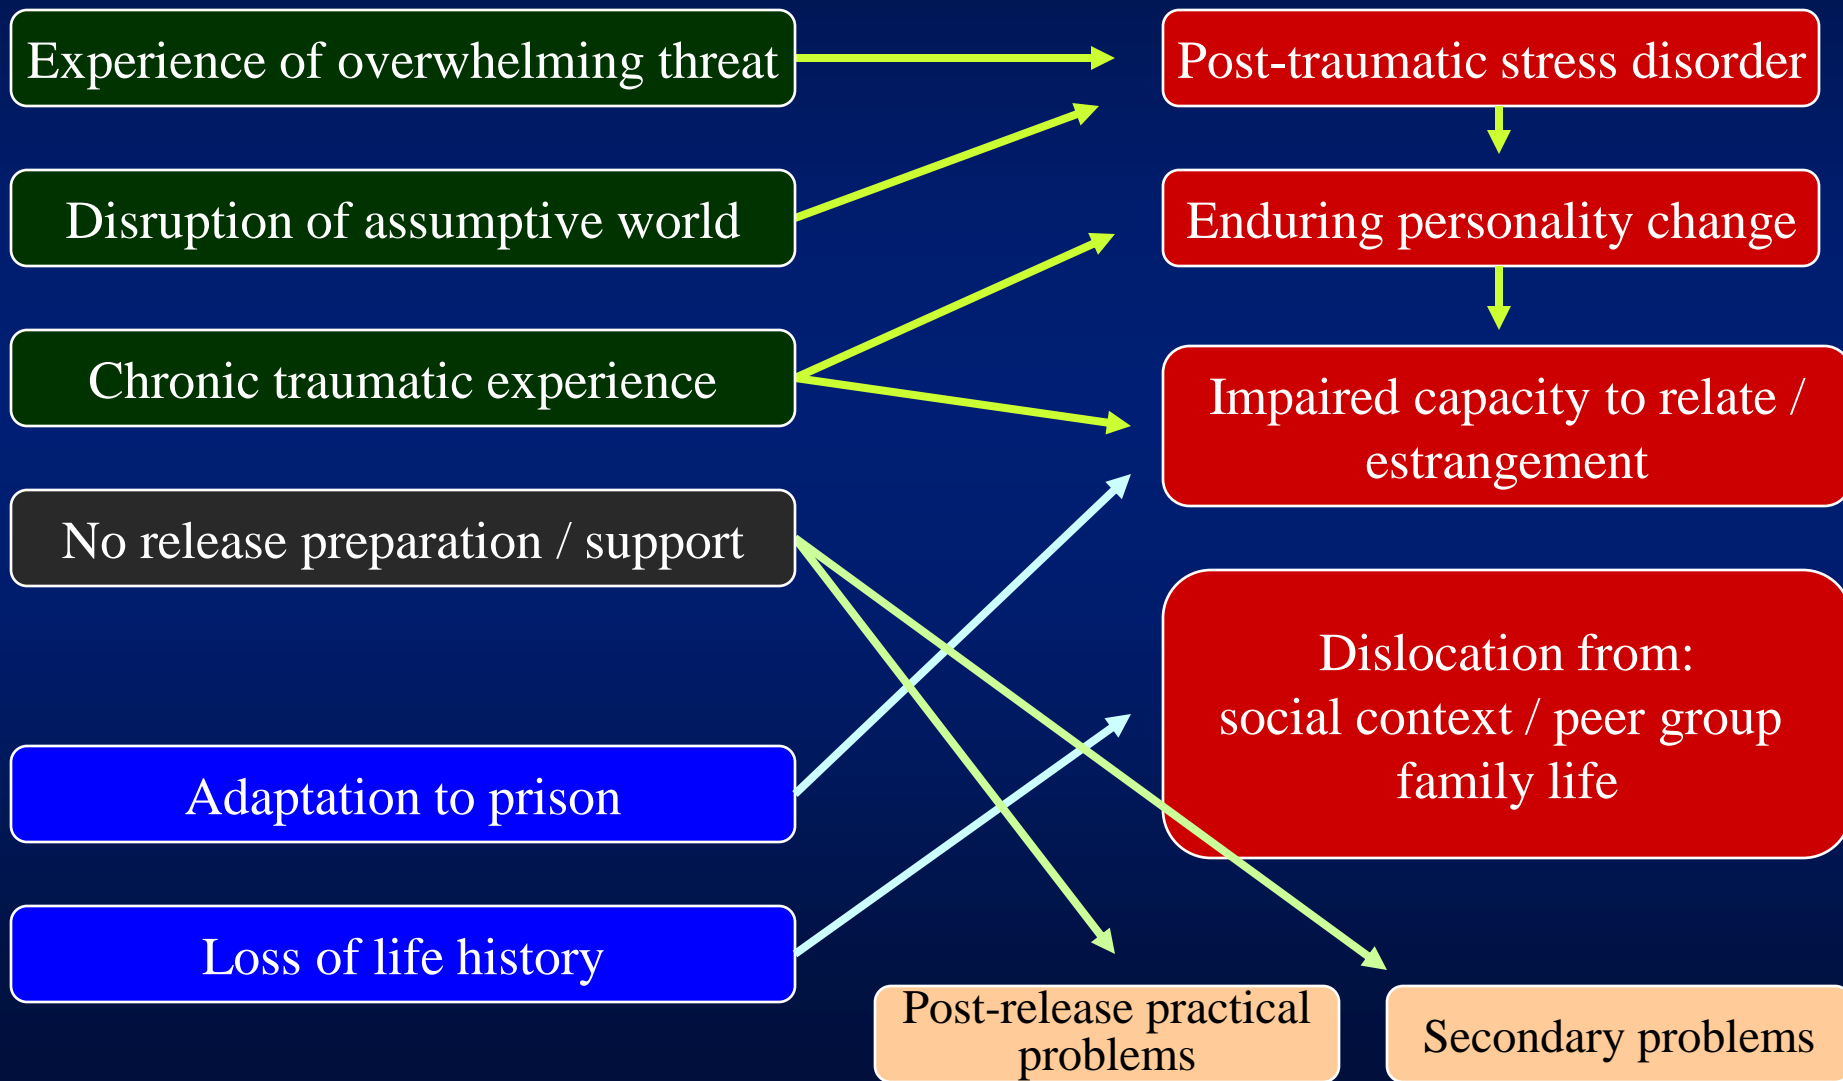 Experience of overwhelming threat
Post-traumatic stress disorder
Disruption of assumptive world
Enduring personality change
Chronic traumatic experience
Impaired capacity to relate /
estrangement
No release preparation / support
Dislocation from:
social context / peer group
family life
Adaptation to prison
Loss of life history
Post-release practical
problems
Secondary problems